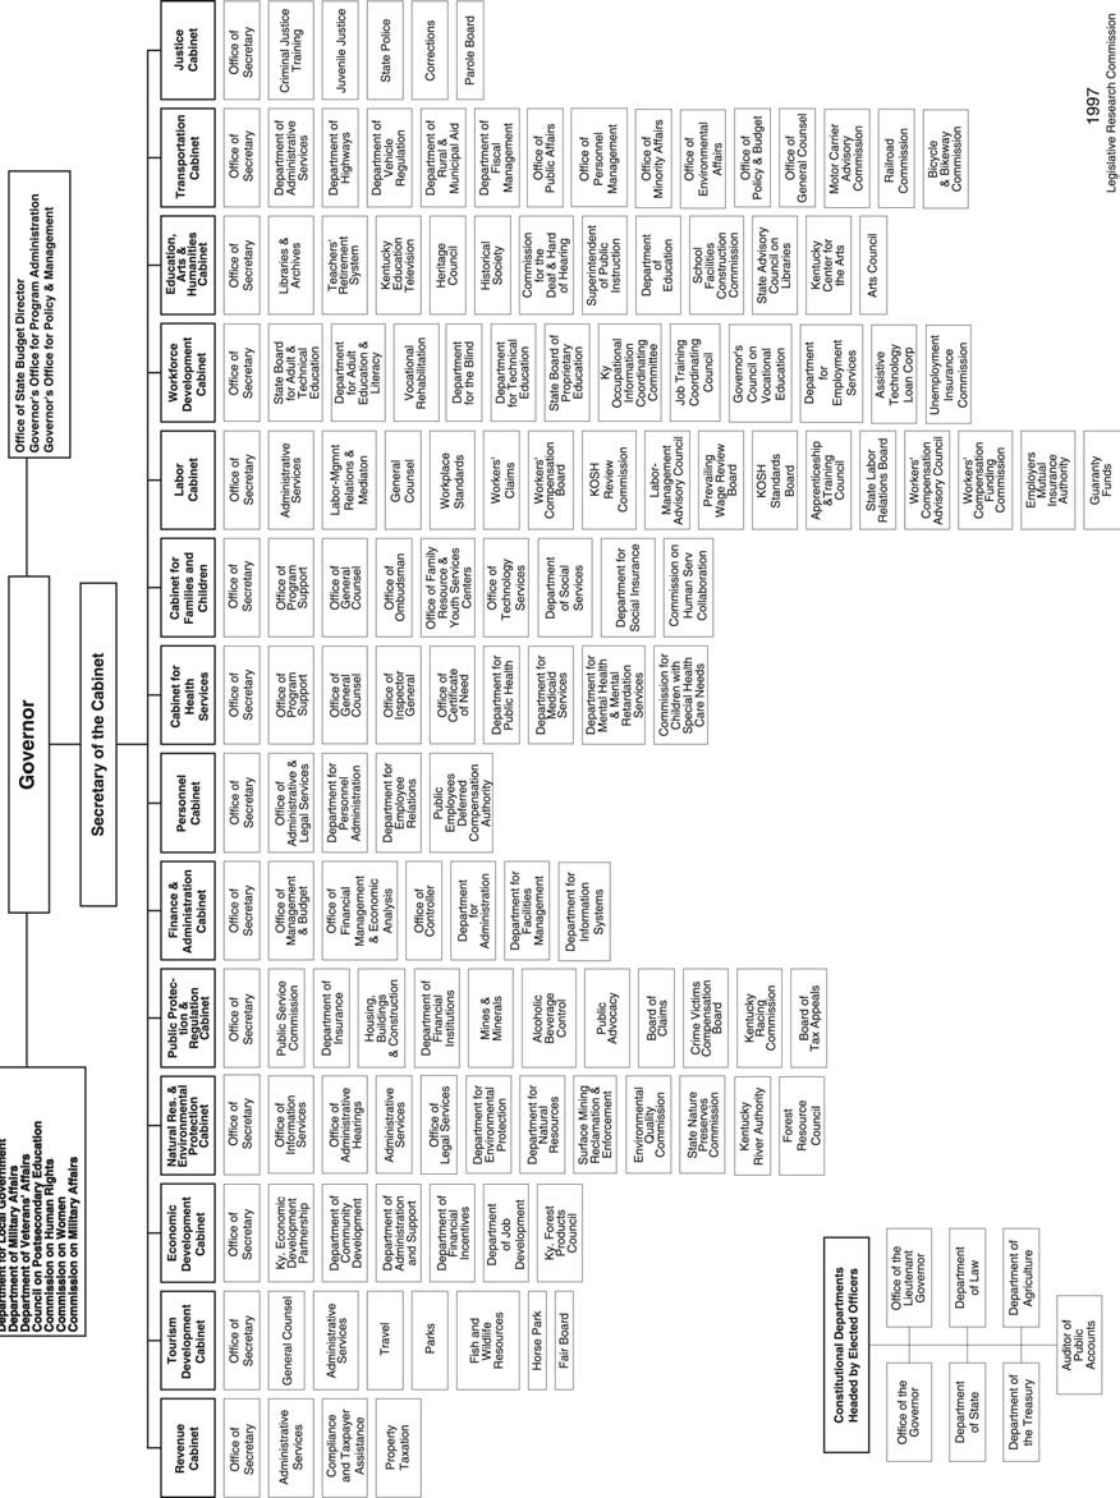 Department for Local Government
Department of Military Affairs
Department of Veterans' Affairs
Council on Postsecondary Education
Commission on Human Rights
Commission on Women
Commission on Military Affairs
Governor
Office of State Budget Director
Governor's Office for Program Administration
Governor's Office for Policy & Management
Secretary of the Cabinet
Revenue
Cabinet
Office of
Secretary
Administrative
Services
Compliance
and Taxpayer
Assistance
Property
Taxation
Tourism
Development
Cabinet
Office of
Secretary
General Counsel
Administrative
Services
Travel
Parks
Fish and
Wildlife
Resources
Horse Park
Fair Board
Economic
Development
Cabinet
Office of
Secretary
Ky. Economic
Development
Partnership
Department of
Community
Development
Department of
Administration
and Support
Department of
Financial
Incentives
Department
of Job
Development
Ky. Forest
Products
Council
Natural Res. &
Environmental
Protection
Cabinet
Office of
Secretary
Office of
Information
Services
Office of
Administrative
Hearings
Administrative
Services
Office of
Legal Services
Department for
Environmental
Protection
Department for
Natural
Resources
Surface Mining
Reclamation &
Enforcement
Environmental
Quality
Commission
State Nature
Preserves
Commission
Kentucky
River Authority
Forest
Resource
Council
Public Protec-
tion &
Regulation
Cabinet
Office of
Secretary
Public Service
Commission
Department of
Insurance
Housing,
Buildings
& Construction
Department of
Financial
Institutions
Mines &
Minerals
Alcoholic
Beverage
Control
Public
Advocacy
Board of
Claims
Crime Victims
Compensation
Board
Kentucky
Racing
Commission
Board of
Tax Appeals
Finance &
Administration
Cabinet
Office of
Secretary
Office of
Management
& Budget
Office of
Financial
Management
& Economic
Analysis
Office of
Controller
Department
for
Administration
Department for
Facilities
Management
Department for
Information
Systems
Personnel
Cabinet
Office of
Secretary
Office of
Administrative &
Legal Services
Department for
Personnel
Administration
Department for
Employee
Relations
Public
Employees
Deferred
Compensation
Authority
Cabinet for
Health
Services
Office of
Secretary
Office of
Program
Support
Office of
General
Counsel
Office of
Inspector
General
Office of
Certificate
of Need
Department for
Public Health
Department for
Medicaid
Services
Department for
Mental Health
& Mental
Retardation
Services
Commission for
Children with
Special Health
Care Needs
Cabinet for
Families and
Children
Office of
Secretary
Office of
Program
Support
Office of
General
Counsel
Office of
Ombudsman
Office of Family
Resource &
Youth Services
Centers
Office of
Technology
Services
Department
of Social
Services
Department for
Social Insurance
Commission on
Human Serv
Collaboration
Labor
Cabinet
Office of
Secretary
Administrative
Services
Labor-Mgmnt
Relations &
Mediaton
General
Counsel
Workplace
Standards
Workers'
Claims
Workers'
Compensation
Board
KOSH
Review
Commission
Labor-
Management
Advisory Council
Prevailing
Wage Review
Board
KOSH
Standards
Board
Apprenticeship
&Training
Council
State Labor
Relations Board
Workers'
Compensation
Advisory Council
Workers'
Compensation
Funding
Commission
Employers
Mutual
Insurance
Authority
Guaranty
Funds
Workforce
Development
Cabinet
Office of
Secretary
State Board
for Adult &
Technical
Education
Department
for Adult
Education &
Literacy
Vocational
Rehabilitation
Department
for the Blind
Department
for Technical
Education
State Board of
Proprietary
Education
Ky
Occupational
Information
Coordinating
Committee
Job Training
Coordinating
Council
Governor's
Council on
Vocational
Education
Department
for
Employment
Services
Assistive
Technology
Loan Corp
Unemployment
Insurance
Commission
Education,
Arts &
Humanities
Cabinet
Office of
Secretary
Libraries &
Archives
Teachers'
Retirement
System
Kentucky
Education
Television
Heritage
Council
Historical
Society
Commission
for the
Deaf & Hard
of Hearing
Superintendent
of Public
Instruction
Department
of
Education
School
Facilities
Construction
Commission
State Advisory
Council on
Libraries
Kentucky
Center for
the Arts
Arts Council
Transportation
Cabinet
Office of
Secretary
Department of
Administrative
Services
Department of
Highways
Department of
Vehicle
Regulation
Department of
Rural &
Municipal Aid
Department of
Fiscal
Management
Office of
Public Affairs
Office of
Personnel
Management
Office of
Minority Affairs
Office of
Environmental
Affairs
Office of
Policy & Budget
Office of
General Counsel
Motor Carrier
Advisory
Commission
Railroad
Commission
Bicycle
& Bikeway
Commission
Justice
Cabinet
Office of
Secretary
Criminal Justice
Training
Juvenile Justice
State Police
Corrections
Parole Board
Constitutional Departments
Headed by Elected Officers
Office of the
Governor
Office of the
Lieutenant
Governor
Department
of State
Department
of Law
Department of
the Treasury
Department of
Agriculture
Auditor of
Public
Accounts
1997
Legislative Research Commission